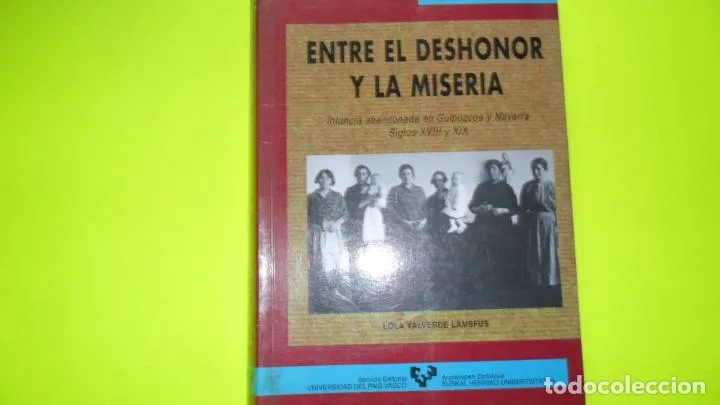 ENTRE EL DESHONOR
Y LA MISERIA
Infancia abandonada en Guipúzcoa y Navarra
Siglos XVIII y XIX
LOLA VALVERDE LAMSFUS
Servicio Editorial
UNIVERSIDAD DEL PAIS VASCO
Argitalpen Zerbitzua
EUSKAL HERRIKO UNIBERTSITATEA
todocoleccion